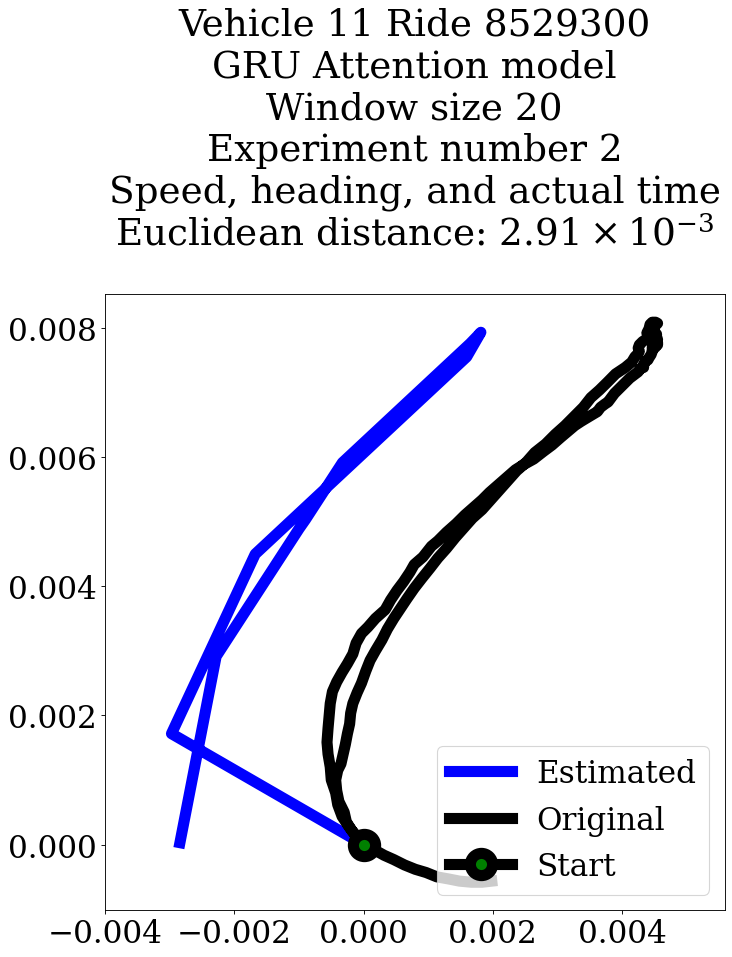 Vehicle 11 Ride 8529300
GRU Attention model
Window size 20
Experiment number 2
Speed, heading, and actual time
Euclidean distance: 2.91 × 10⁻³
0.008
0.006
0.004
0.002
0.000
Estimated
Original
Start
−0.004 −0.002 0.000 0.002 0.004